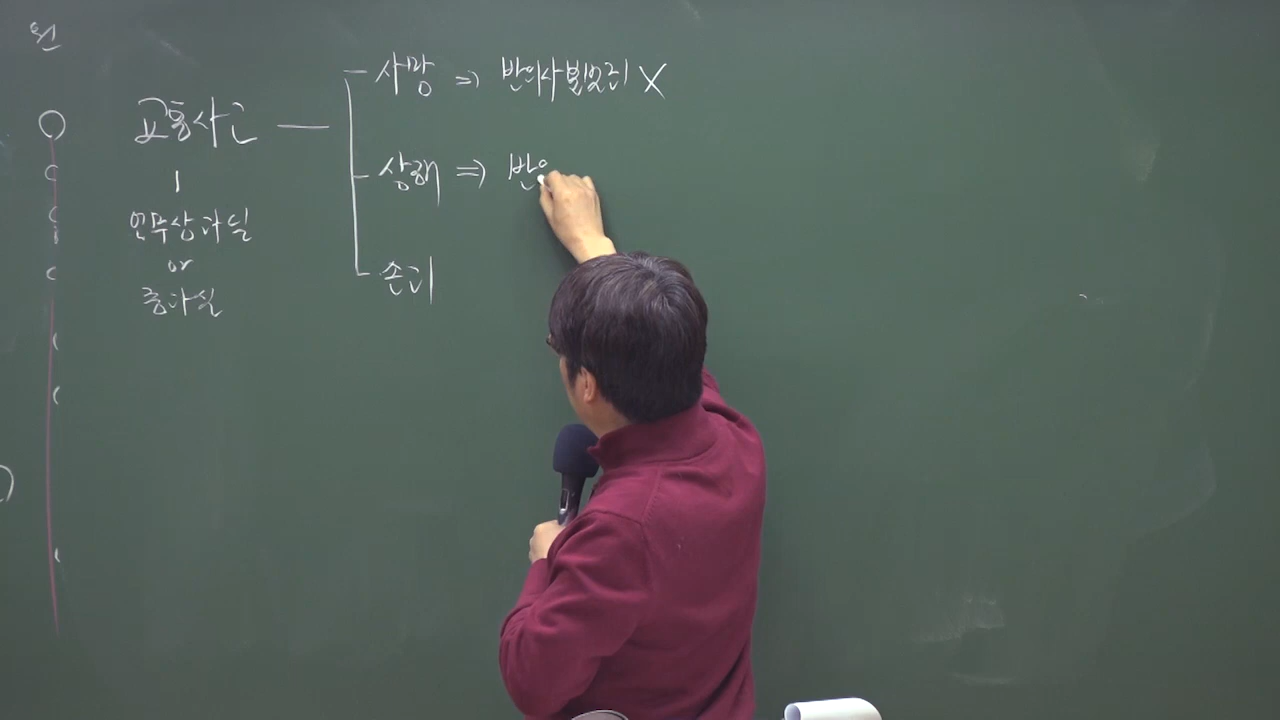 원
교통사고 — 사망 ⇒ 반의사불벌죄 X
상해 ⇒ 반의
손괴
업무상과실
or
중과실